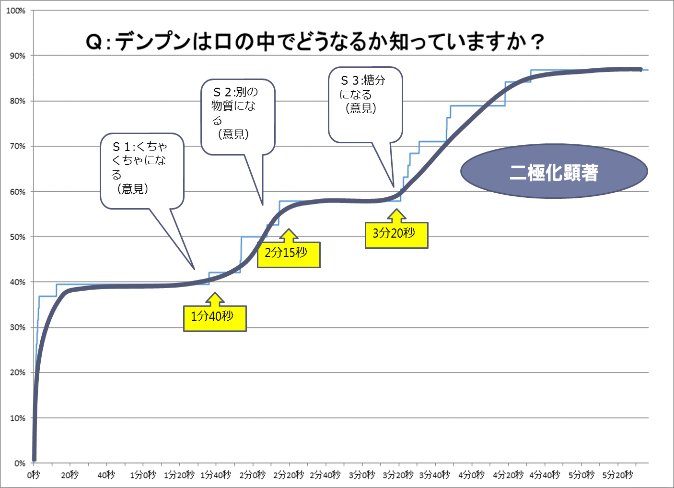 Ｑ：デンプンは口の中でどうなるか知っていますか？
100%
90%
80%
70%
60%
50%
40%
30%
20%
10%
0%
Ｓ１：くちゃ
くちゃにな
る
（意見）
Ｓ２：別の
物質にな
る
（意見）
Ｓ３：糖分
になる
（意見）
二極化顕著
1分40秒
2分15秒
3分20秒
0秒 20秒 40秒 1分0秒 1分20秒 1分40秒 2分0秒 2分20秒 2分40秒 3分0秒 3分20秒 3分40秒 4分0秒 4分20秒 4分40秒 5分0秒 5分20秒